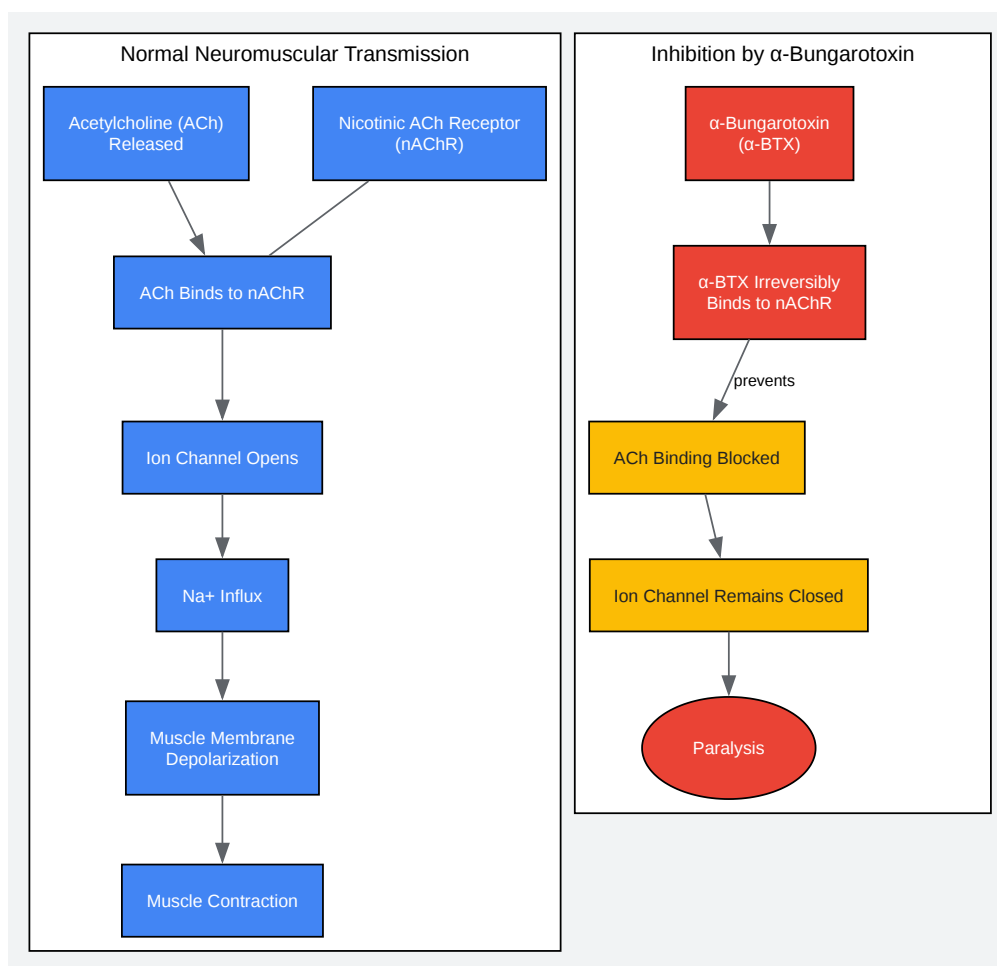 Normal Neuromuscular Transmission
Acetylcholine (ACh)
Released
Nicotinic ACh Receptor
(nAChR)
ACh Binds to nAChR
Ion Channel Opens
Na+ Influx
Muscle Membrane
Depolarization
Muscle Contraction
Inhibition by α-Bungarotoxin
α-Bungarotoxin
(α-BTX)
α-BTX Irreversibly
Binds to nAChR
prevents
ACh Binding Blocked
Ion Channel Remains Closed
Paralysis